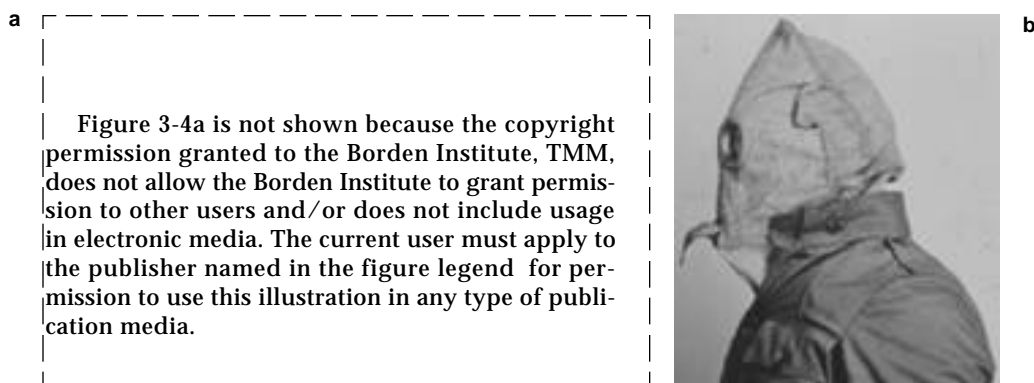 a
b
Figure 3-4a is not shown because the copyright
permission granted to the Borden Institute, TMM,
does not allow the Borden Institute to grant permis-
sion to other users and/or does not include usage
in electronic media. The current user must apply to
the publisher named in the figure legend for per-
mission to use this illustration in any type of publi-
cation media.